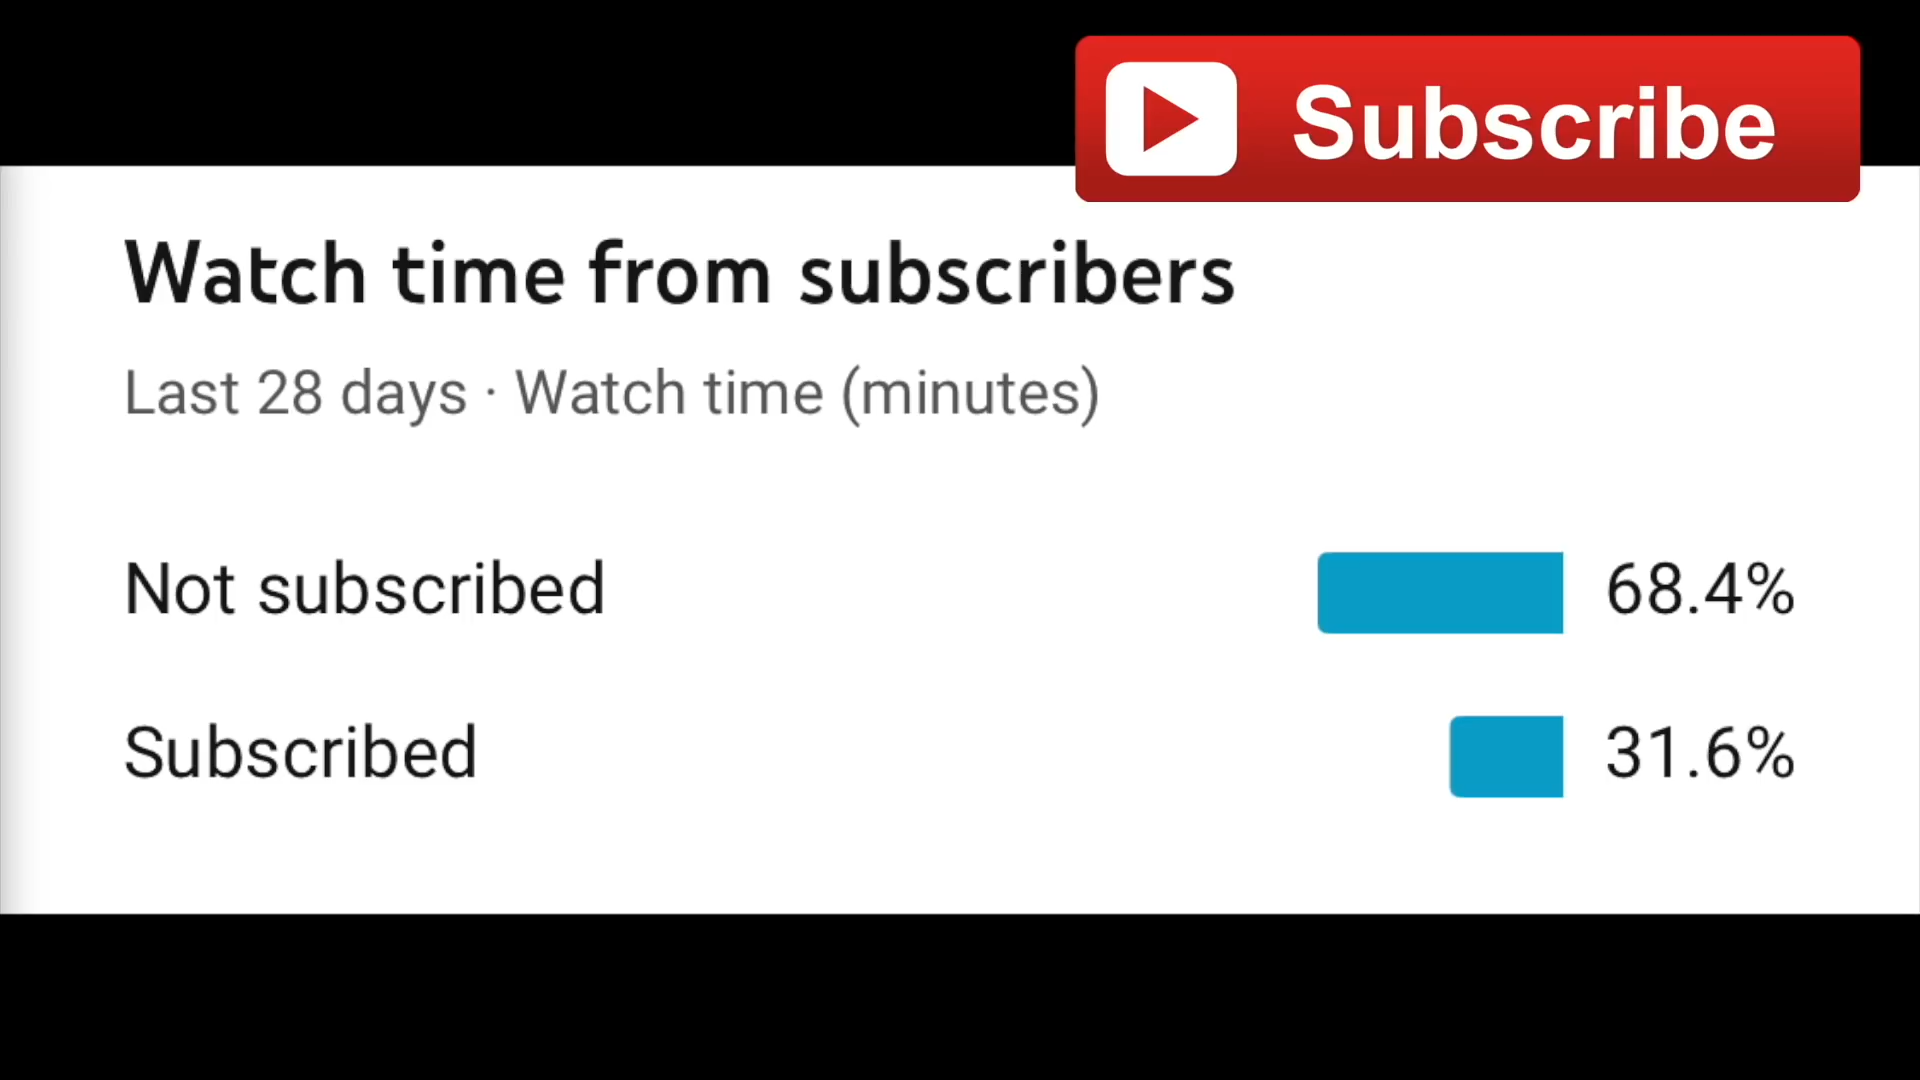 Subscribe
Watch time from subscribers
Last 28 days · Watch time (minutes)
Not subscribed 68.4%
Subscribed 31.6%